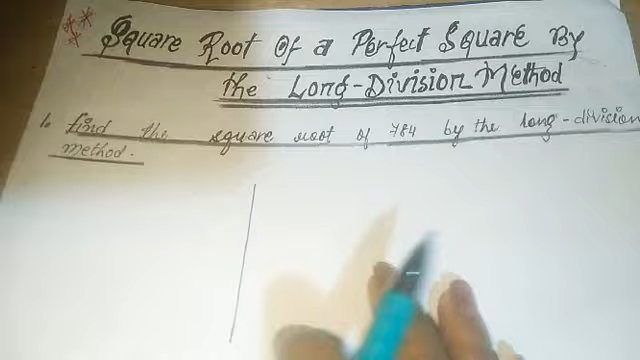 Square Root Of a Perfect Square By
the Long-Division Method
1. find the square root of 784 by the long-division
method.